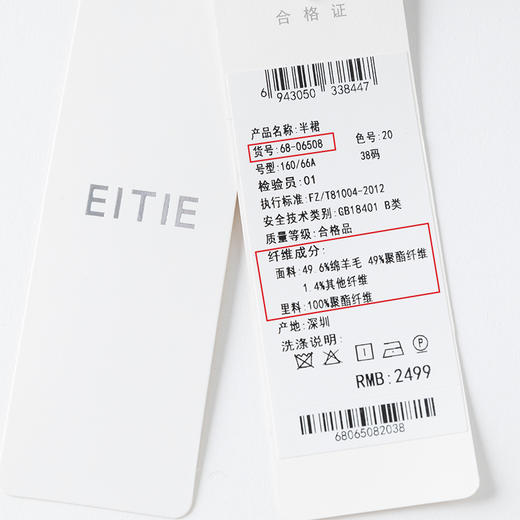 EITIE
合格证
6 943050 338447
产品名称:半裙
货号:68-06508 色号:20
号型:160/66A 38码
检验员:01
执行标准:FZ/T81004-2012
安全技术类别:GB18401 B类
质量等级:合格品
纤维成分:
面料:49 6%绵羊毛 49%聚酯纤维
1.4%其他纤维
里料:100%聚酯纤维
产地:深圳
洗涤说明:
RMB:2499
68065082038